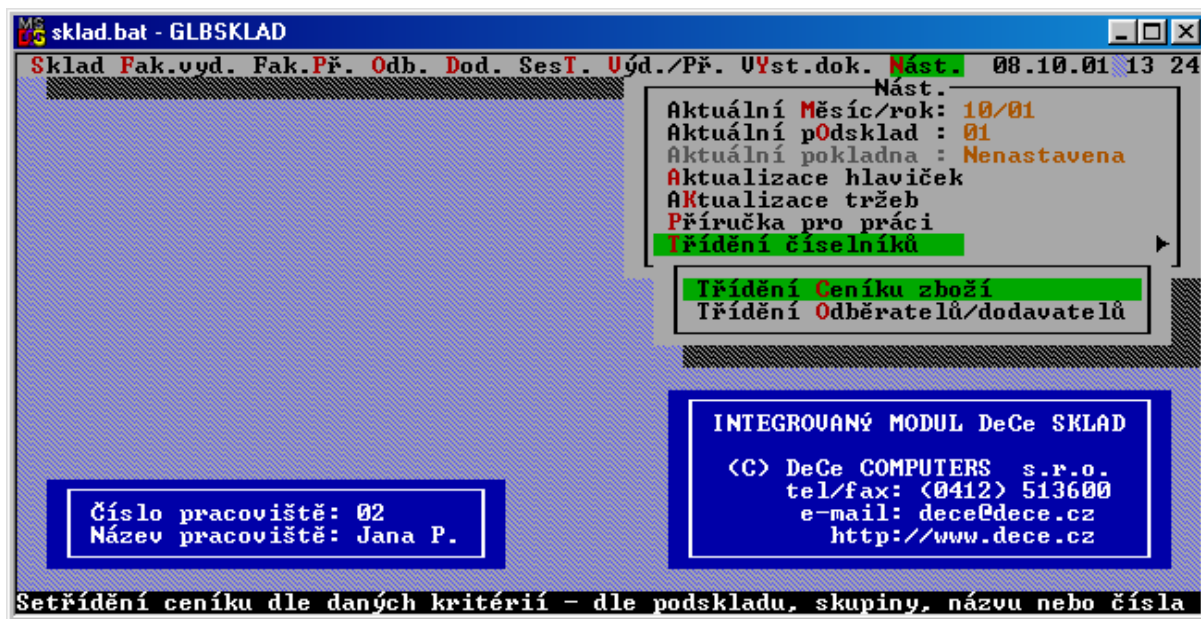 MS DOS sklad.bat - GLBSKLAD
Sklad Fak.vyd. Fak.Př. Odb. Dod. SesT. Výd./Př. VYst.dok. Nást. 08.10.01 13 24
Nást.
Aktuální Měsíc/rok: 10/01
Aktuální pOdsklad : 01
Aktuální pokladna : Nenastavena
Aktualizace hlaviček
AKtualizace tržeb
Příručka pro práci
Třídění číselníků
Třídění Ceníku zboží
Třídění Odběratelů/dodavatelů
INTEGROVANÝ MODUL DeCe SKLAD
(C) DeCe COMPUTERS s.r.o.
tel/fax: (0412) 513600
e-mail: dece@dece.cz
http://www.dece.cz
Číslo pracoviště: 02
Název pracoviště: Jana P.
Setřídění ceníku dle daných kritérií - dle podskladu, skupiny, názvu nebo čísla